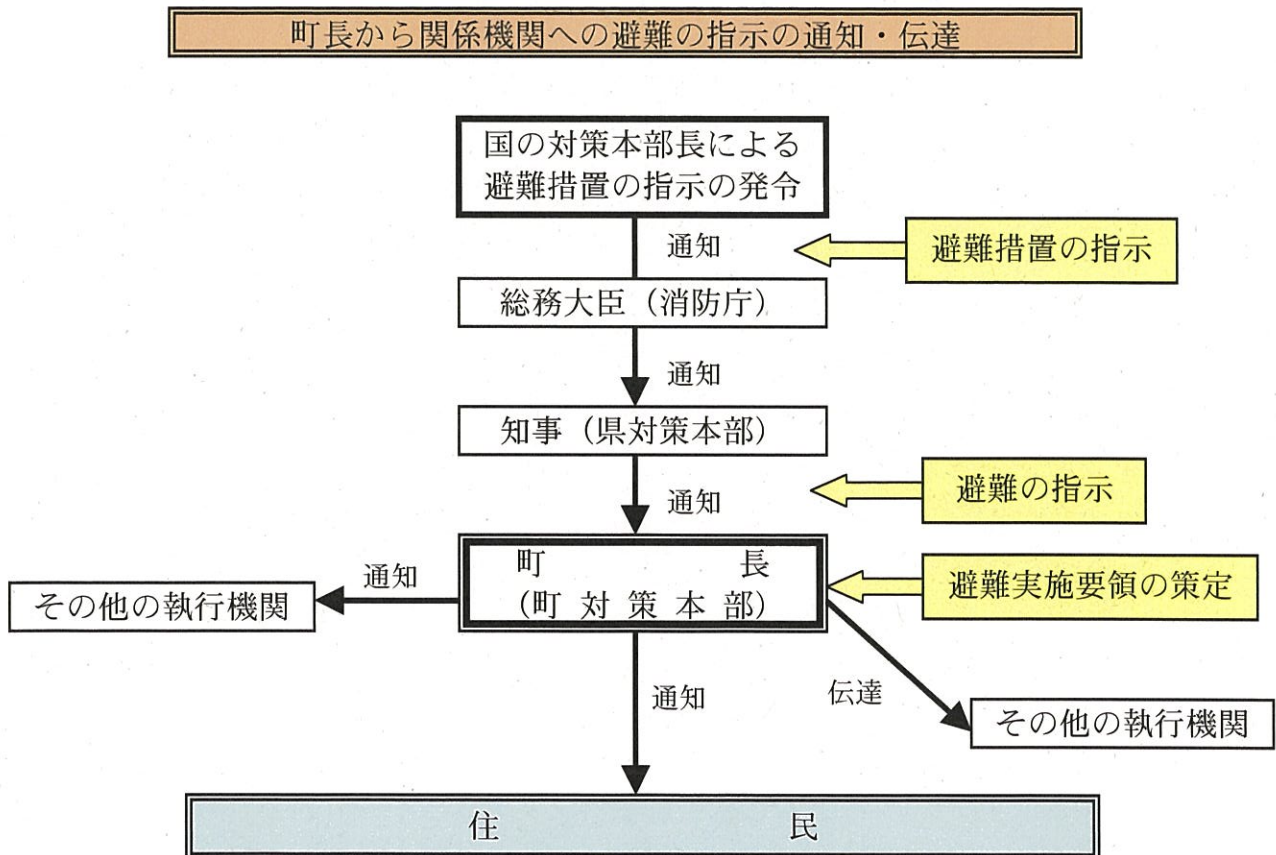 町長から関係機関への避難の指示の通知・伝達
国の対策本部長による
避難措置の指示の発令
通知
避難措置の指示
総務大臣（消防庁）
通知
知事（県対策本部）
通知
避難の指示
町長
（町対策本部）
避難実施要領の策定
通知
その他の執行機関
通知
伝達
その他の執行機関
住民